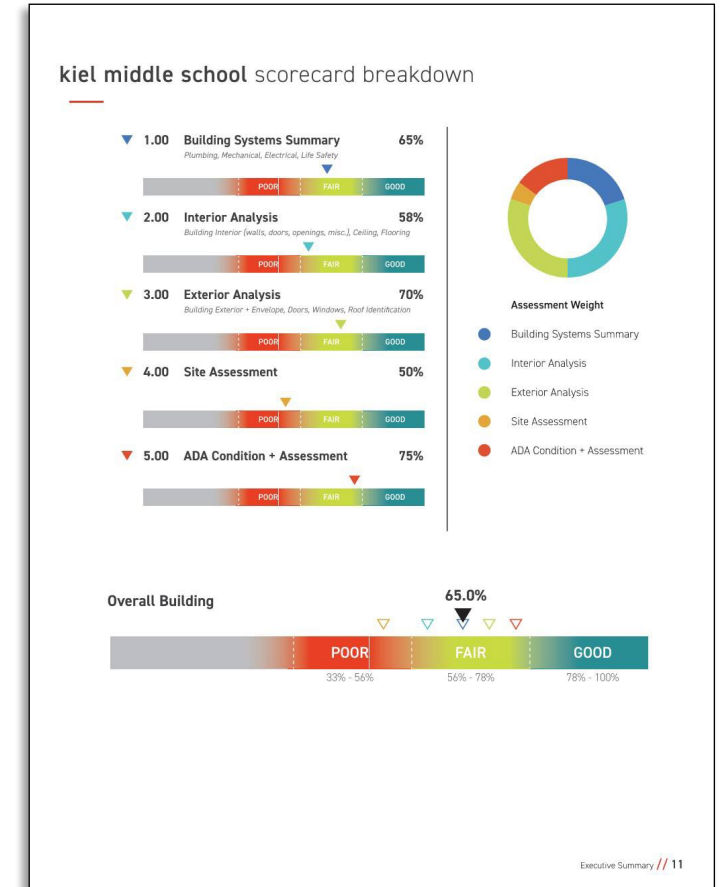 kiel middle school scorecard breakdown
1.00 Building Systems Summary 65%
Plumbing, Mechanical, Electrical, Life Safety
POOR FAIR GOOD
2.00 Interior Analysis 58%
Building Interior (walls, doors, openings, misc.), Ceiling, Flooring
POOR FAIR GOOD
3.00 Exterior Analysis 70%
Building Exterior + Envelope, Doors, Windows, Roof Identification
POOR FAIR GOOD
4.00 Site Assessment 50%
POOR FAIR GOOD
5.00 ADA Condition + Assessment 75%
POOR FAIR GOOD
Assessment Weight
Building Systems Summary
Interior Analysis
Exterior Analysis
Site Assessment
ADA Condition + Assessment
Overall Building
65.0%
POOR FAIR GOOD
33% - 56% 56% - 78% 78% - 100%
Executive Summary // 11